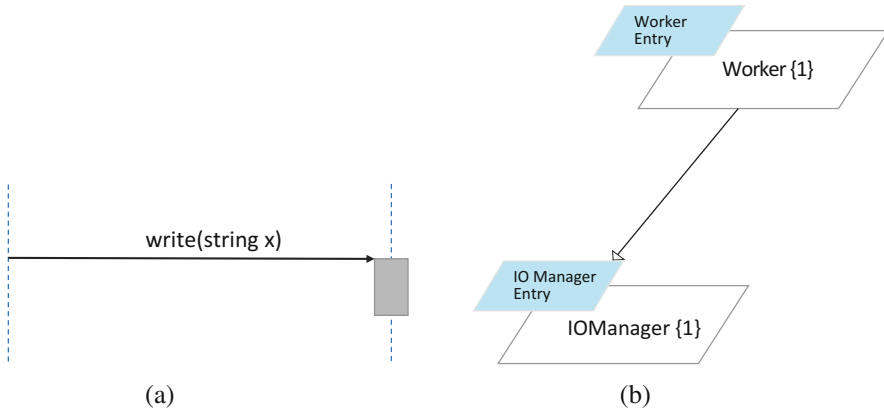 Worker
Entry
Worker {1}
write(string x)
IO Manager
Entry
IOManager {1}
(a)
(b)